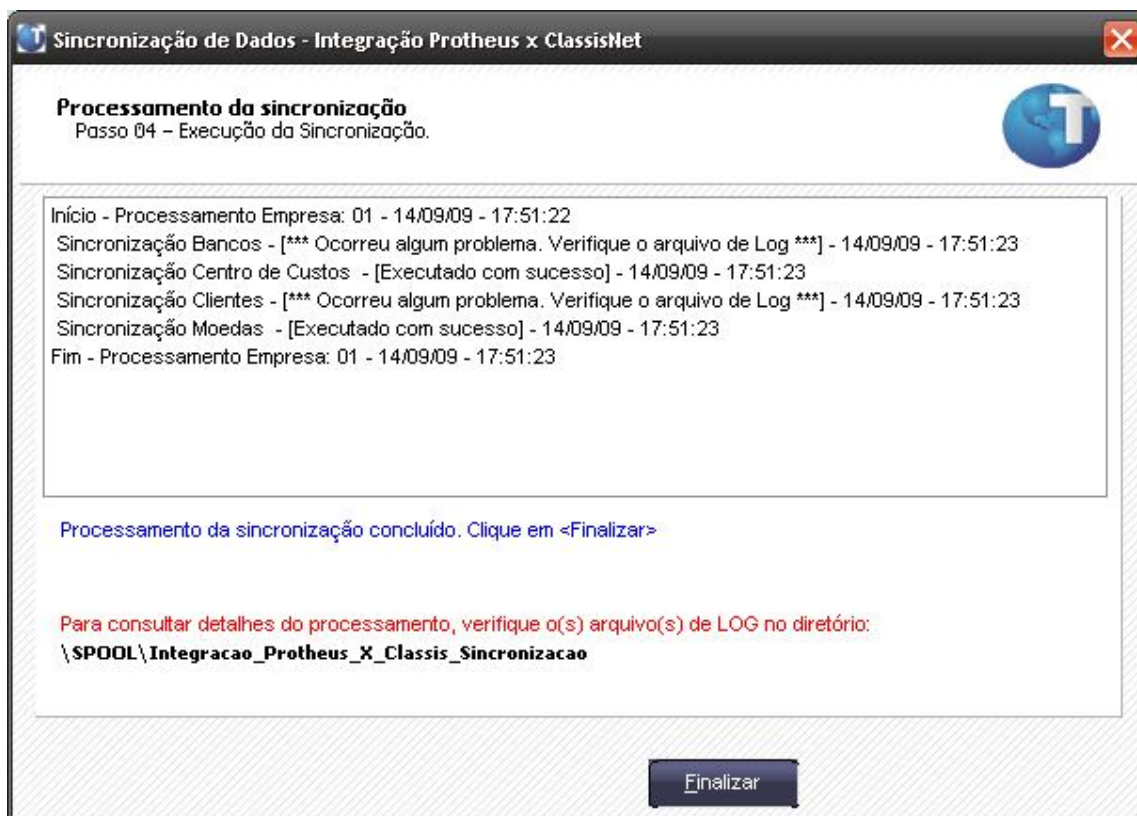 Sincronização de Dados - Integração Protheus x ClassisNet
Processamento da sincronização
Passo 04 – Execução da Sincronização.
T
Início - Processamento Empresa: 01 - 14/09/09 - 17:51:22
Sincronização Bancos - [*** Ocorreu algum problema. Verifique o arquivo de Log ***] - 14/09/09 - 17:51:23
Sincronização Centro de Custos - [Executado com sucesso] - 14/09/09 - 17:51:23
Sincronização Clientes - [*** Ocorreu algum problema. Verifique o arquivo de Log ***] - 14/09/09 - 17:51:23
Sincronização Moedas - [Executado com sucesso] - 14/09/09 - 17:51:23
Fim - Processamento Empresa: 01 - 14/09/09 - 17:51:23
Processamento da sincronização concluído. Clique em <Finalizar>
Para consultar detalhes do processamento, verifique o(s) arquivo(s) de LOG no diretório:
\SPOOL\Integracao_Protheus_X_Classis_Sincronizacao
Finalizar